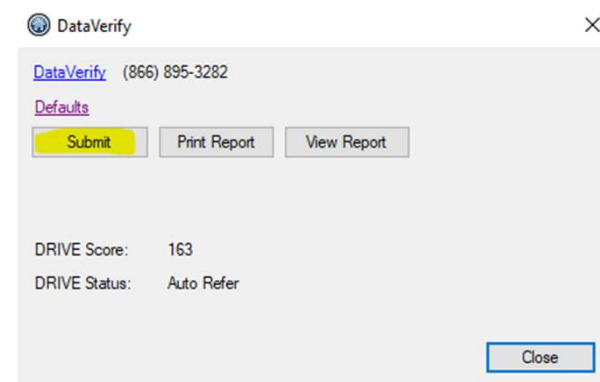 DataVerify
DataVerify (866) 895-3282
Defaults
Submit Print Report View Report
DRIVE Score: 163
DRIVE Status: Auto Refer
Close